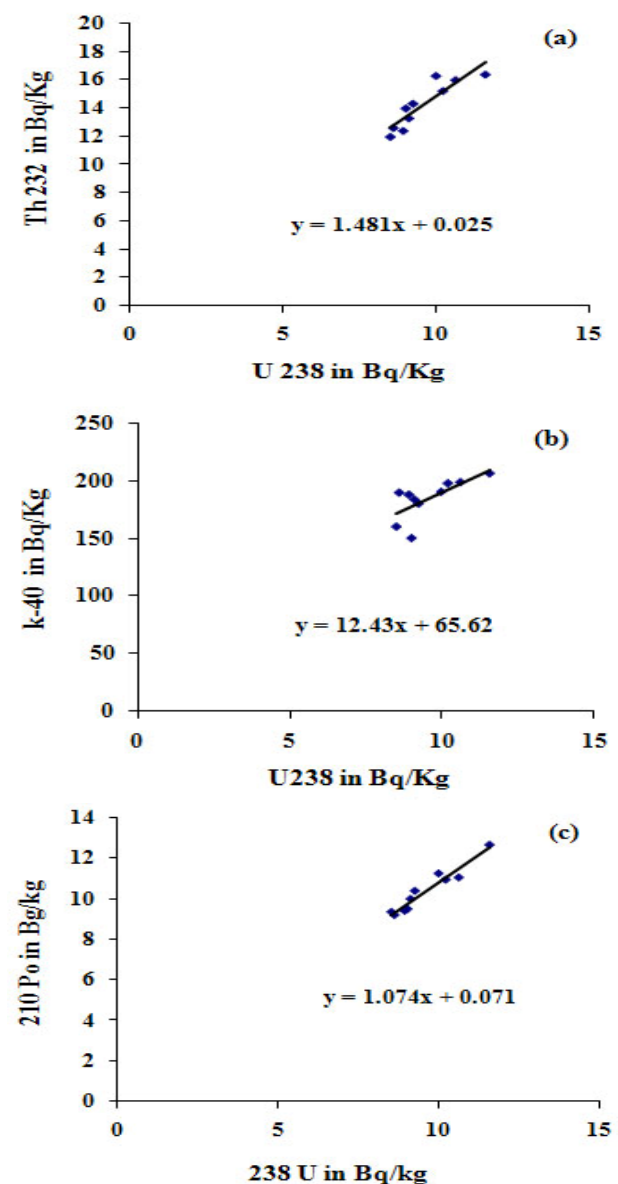 (a)
Th 232 in Bq/Kg
20
18
16
14
12
10
8
6
4
2
0
y = 1.481x + 0.025
0 5 10 15
U 238 in Bq/Kg
(b)
k-40 in Bq/Kg
250
200
150
100
50
0
y = 12.43x + 65.62
0 5 10 15
U238 in Bq/Kg
(c)
210 Po in Bg/kg
14
12
10
8
6
4
2
0
y = 1.074x + 0.071
0 5 10 15
238 U in Bq/kg